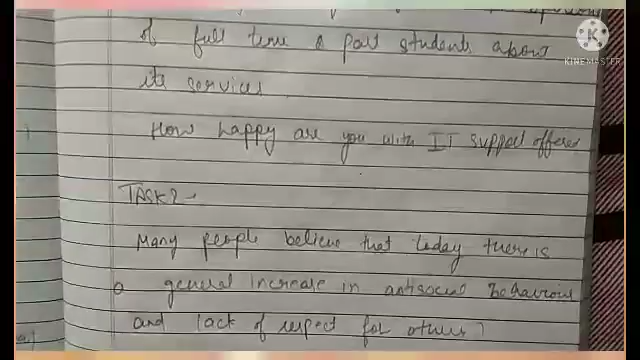 of full time & part students about
its services
How happy are you with IT support offered
TASK 2 -
Many people believe that today there is
a general increase in antisocial behaviour
and lack of respect for others?
KINEMASTER